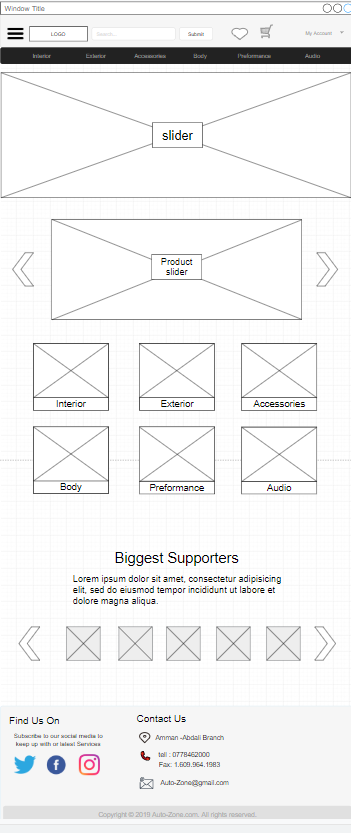 Window Title
LOGO
Search...
Submit
My Account
Interior Exterior Accessories Body Preformance Audio
slider
Product
slider
Interior Exterior Accessories
Body Preformance Audio
Biggest Supporters
Lorem ipsum dolor sit amet, consectetur adipisicing
elit, sed do eiusmod tempor incididunt ut labore et
dolore magna aliqua.
Find Us On
Subscribe to our social media to
keep up with or latest Services
Contact Us
Amman -Abdali Branch
tell : 0778462000
Fax: 1.609.964.1983
Auto-Zone@gmail.com
Copyright © 2019 Auto-Zone.com. All rights reserved.